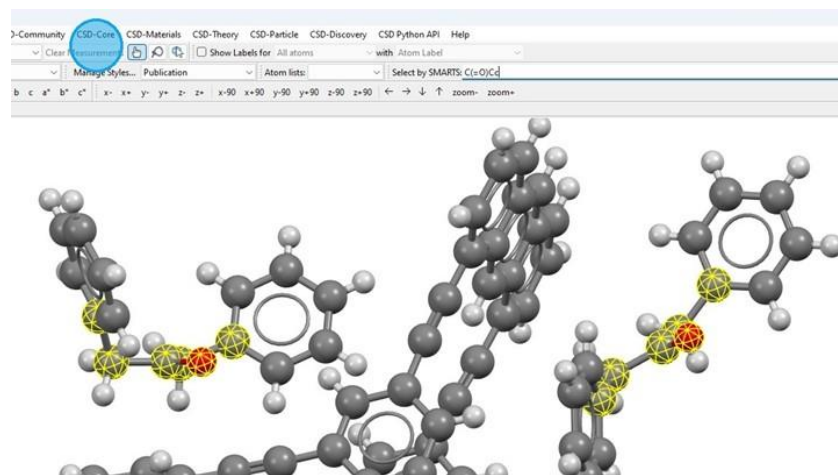 CSD-Core CSD-Materials CSD-Theory CSD-Particle CSD-Discovery CSD Python API Help
Clear Show Labels for All atoms with Atom Label
Manage Styles... Publication Atom lists: Select by SMARTS: C(=O)Cc
b c a* b* c* x- x+ y- y+ z- z+ x-90 x+90 y-90 y+90 z-90 z+90 ← → ↓ ↑ zoom- zoom+